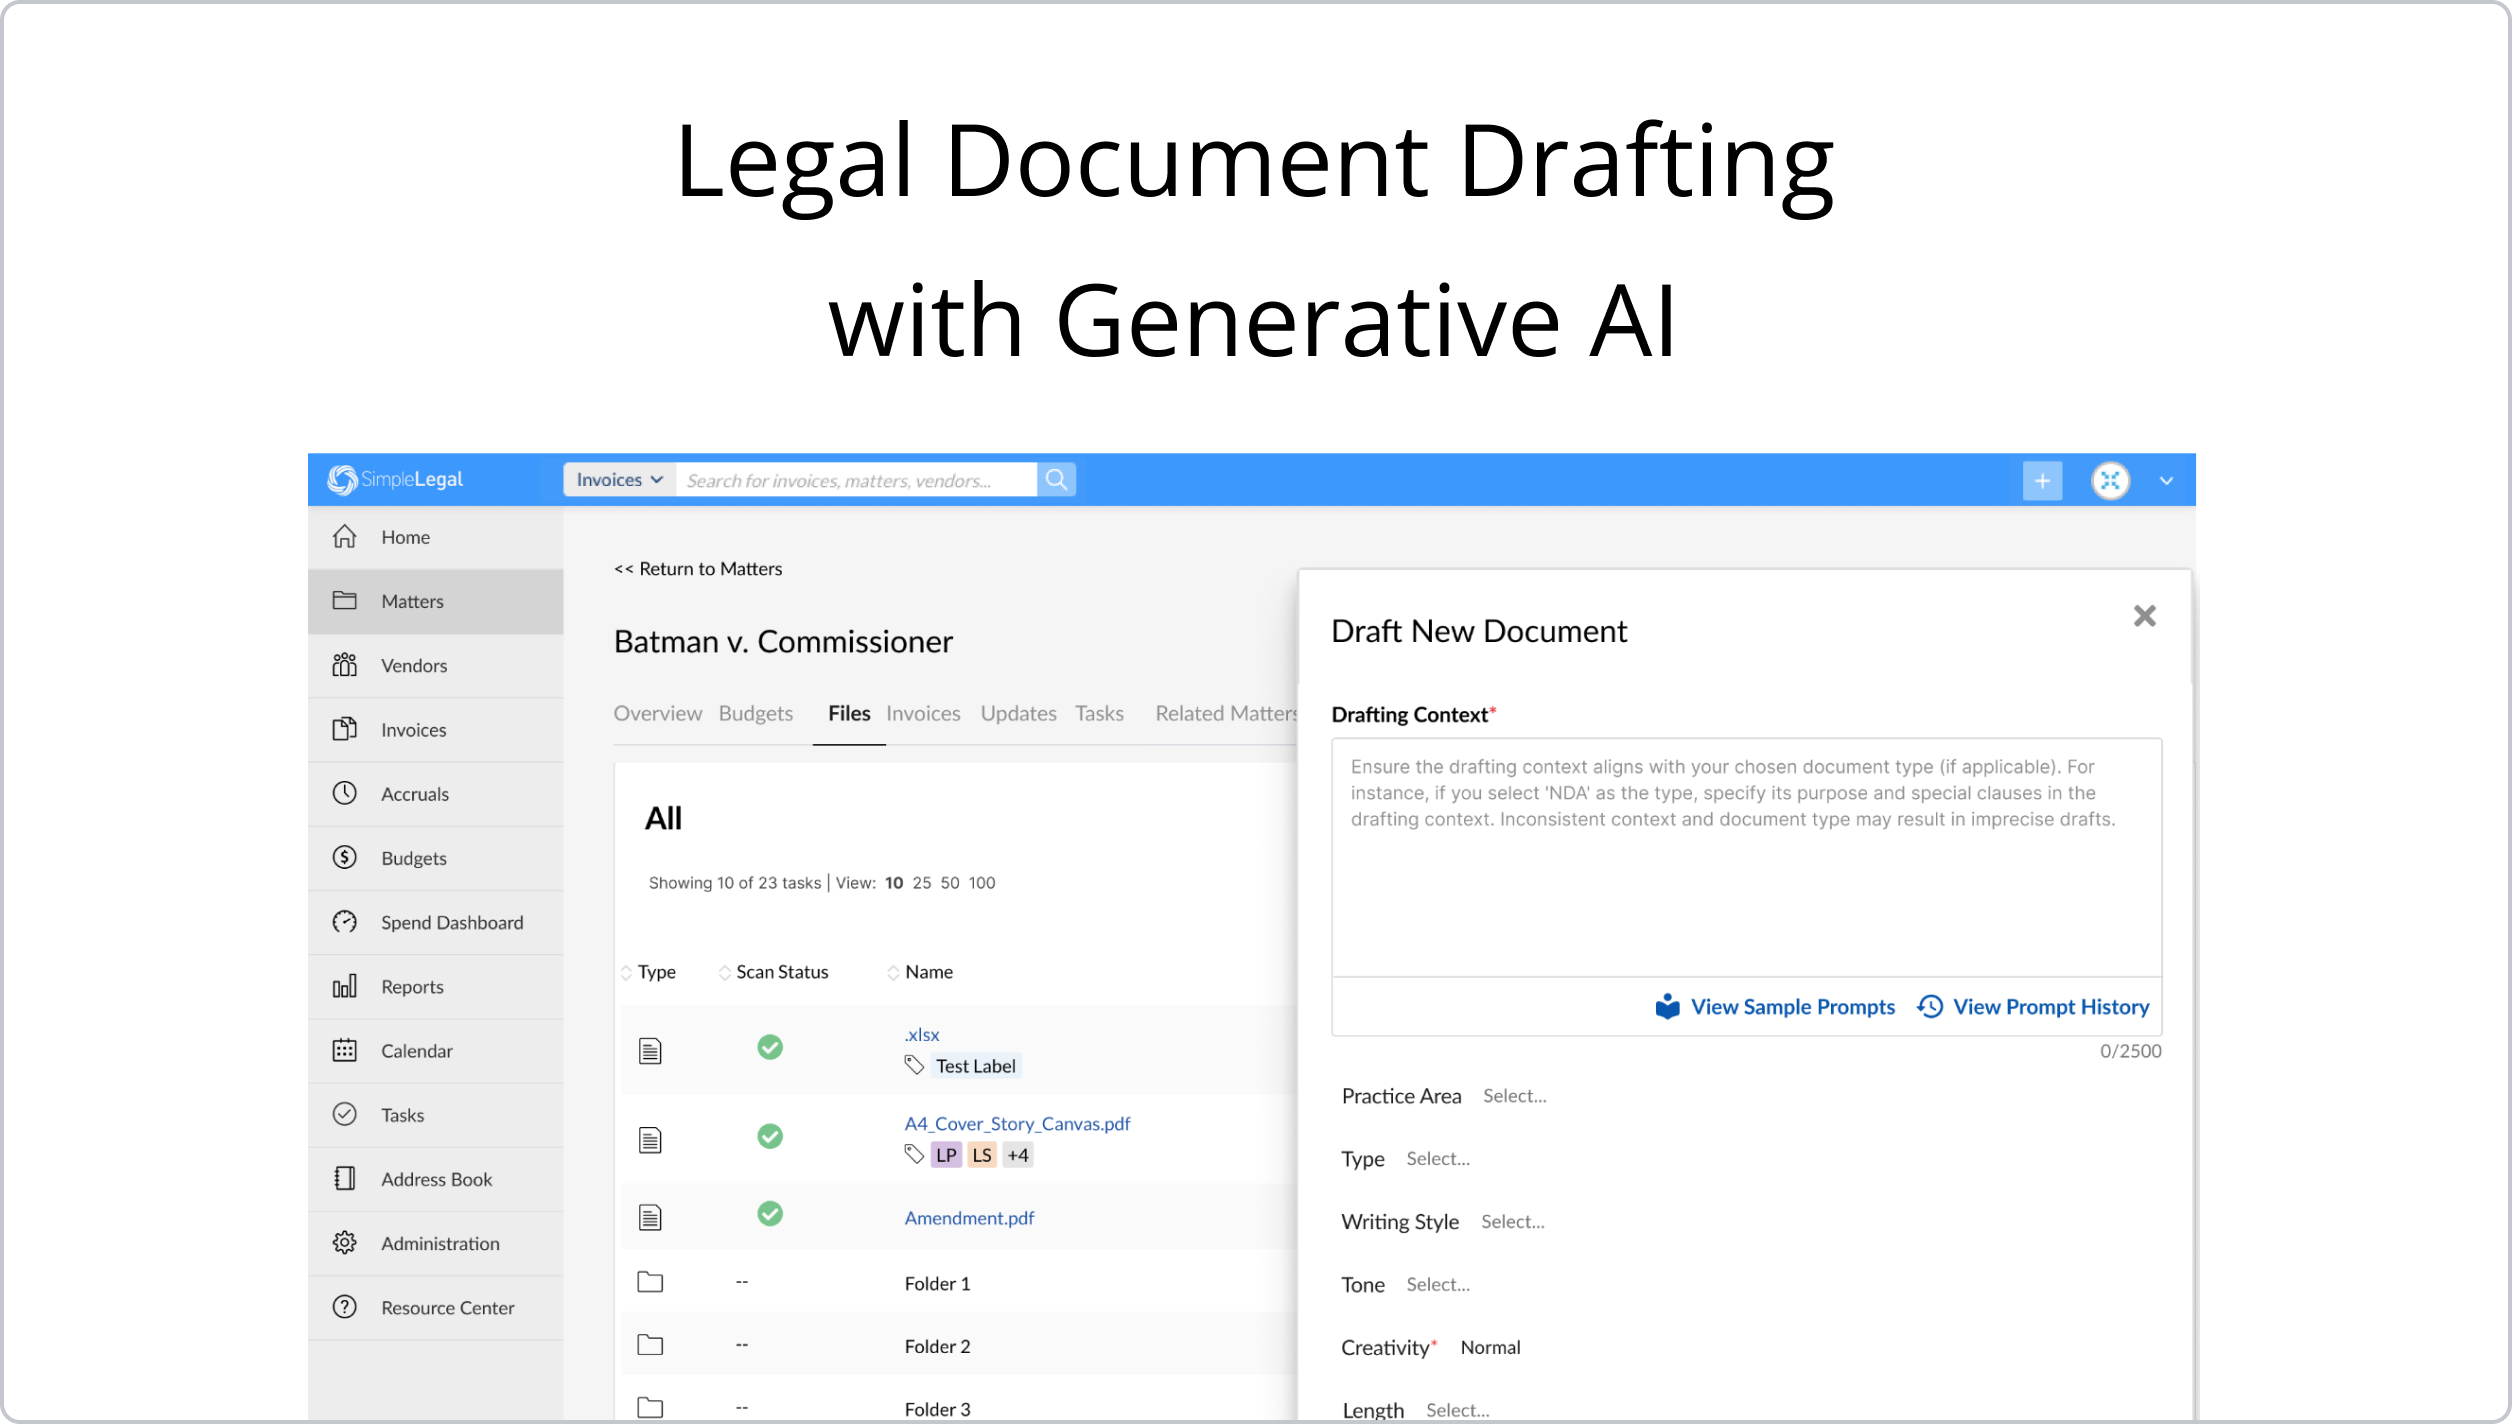 Legal Document Drafting
with Generative AI
SimpleLegal
Invoices
Search for invoices, matters, vendors...
+
Home
Matters
Vendors
Invoices
Accruals
Budgets
Spend Dashboard
Reports
Calendar
Tasks
Address Book
Administration
Resource Center
<< Return to Matters
Batman v. Commissioner
Overview Budgets Files Invoices Updates Tasks Related Matters
All
Showing 10 of 23 tasks | View: 10 25 50 100
Type Scan Status Name
.xlsx
Test Label
A4_Cover_Story_Canvas.pdf
LP LS +4
Amendment.pdf
-- Folder 1
-- Folder 2
-- Folder 3
Draft New Document
Drafting Context*
Ensure the drafting context aligns with your chosen document type (if applicable). For
instance, if you select 'NDA' as the type, specify its purpose and special clauses in the
drafting context. Inconsistent context and document type may result in imprecise drafts.
View Sample Prompts View Prompt History
0/2500
Practice Area Select...
Type Select...
Writing Style Select...
Tone Select...
Creativity* Normal
Length Select...